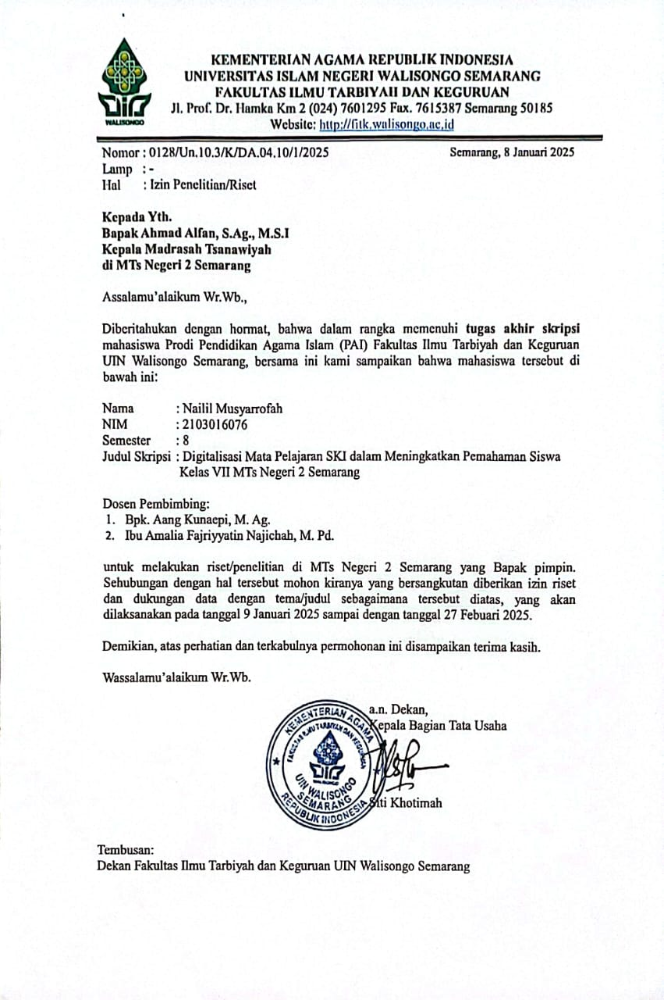 KEMENTERIAN AGAMA REPUBLIK INDONESIA
UNIVERSITAS ISLAM NEGERI WALISONGO SEMARANG
FAKULTAS ILMU TARBIYAH DAN KEGURUAN
Jl. Prof. Dr. Hamka Km 2 (024) 7601295 Fax. 7615387 Semarang 50185
Website: http://fitk.walisongo.ac.id
WALISONGO
Nomor : 0128/Un.10.3/K/DA.04.10/1/2025 Semarang, 8 Januari 2025
Lamp : -
Hal : Izin Penelitian/Riset
Kepada Yth.
Bapak Ahmad Alfan, S.Ag., M.S.I
Kepala Madrasah Tsanawiyah
di MTs Negeri 2 Semarang
Assalamu'alaikum Wr.Wb.,
Diberitahukan dengan hormat, bahwa dalam rangka memenuhi tugas akhir skripsi
mahasiswa Prodi Pendidikan Agama Islam (PAI) Fakultas Ilmu Tarbiyah dan Keguruan
UIN Walisongo Semarang, bersama ini kami sampaikan bahwa mahasiswa tersebut di
bawah ini:
Nama : Nailil Musyarrofah
NIM : 2103016076
Semester : 8
Judul Skripsi : Digitalisasi Mata Pelajaran SKI dalam Meningkatkan Pemahaman Siswa
Kelas VII MTs Negeri 2 Semarang
Dosen Pembimbing:
1. Bpk. Aang Kunaepi, M. Ag.
2. Ibu Amalia Fajriyyatin Najichah, M. Pd.
untuk melakukan riset/penelitian di MTs Negeri 2 Semarang yang Bapak pimpin.
Sehubungan dengan hal tersebut mohon kiranya yang bersangkutan diberikan izin riset
dan dukungan data dengan tema/judul sebagaimana tersebut diatas, yang akan
dilaksanakan pada tanggal 9 Januari 2025 sampai dengan tanggal 27 Febuari 2025.
Demikian, atas perhatian dan terkabulnya permohonan ini disampaikan terima kasih.
Wassalamu'alaikum Wr.Wb.
a.n. Dekan,
Kepala Bagian Tata Usaha
KEMENTERIAN AGAMA
FAKULTAS ILMU TARBIYAH DAN KEGURUAN
UIN WALISONGO
SEMARANG
REPUBLIK INDONESIA
Siti Khotimah
Tembusan:
Dekan Fakultas Ilmu Tarbiyah dan Keguruan UIN Walisongo Semarang